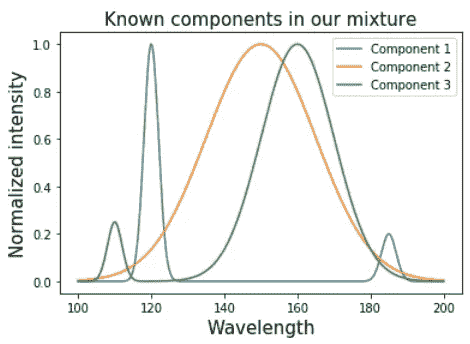 Known components in our mixture
Component 1
Component 2
Component 3
Normalized intensity
1.0
0.8
0.6
0.4
0.2
0.0
100 120 140 160 180 200
Wavelength